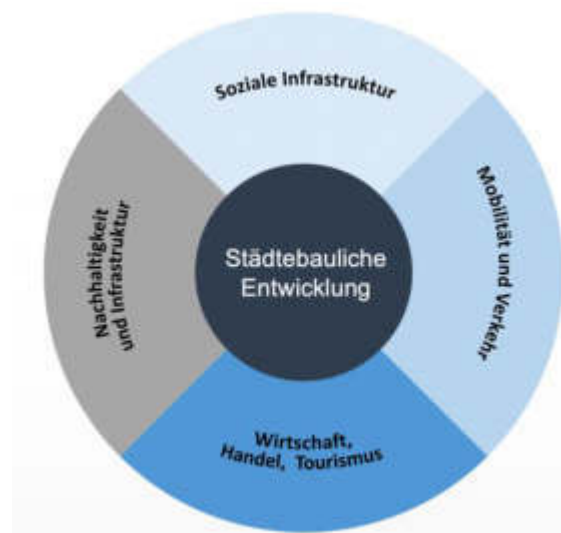 Soziale Infrastruktur
Mobilität und Verkehr
Städtebauliche
Entwicklung
Nachhaltigkeit
und Infrastruktur
Wirtschaft,
Handel, Tourismus